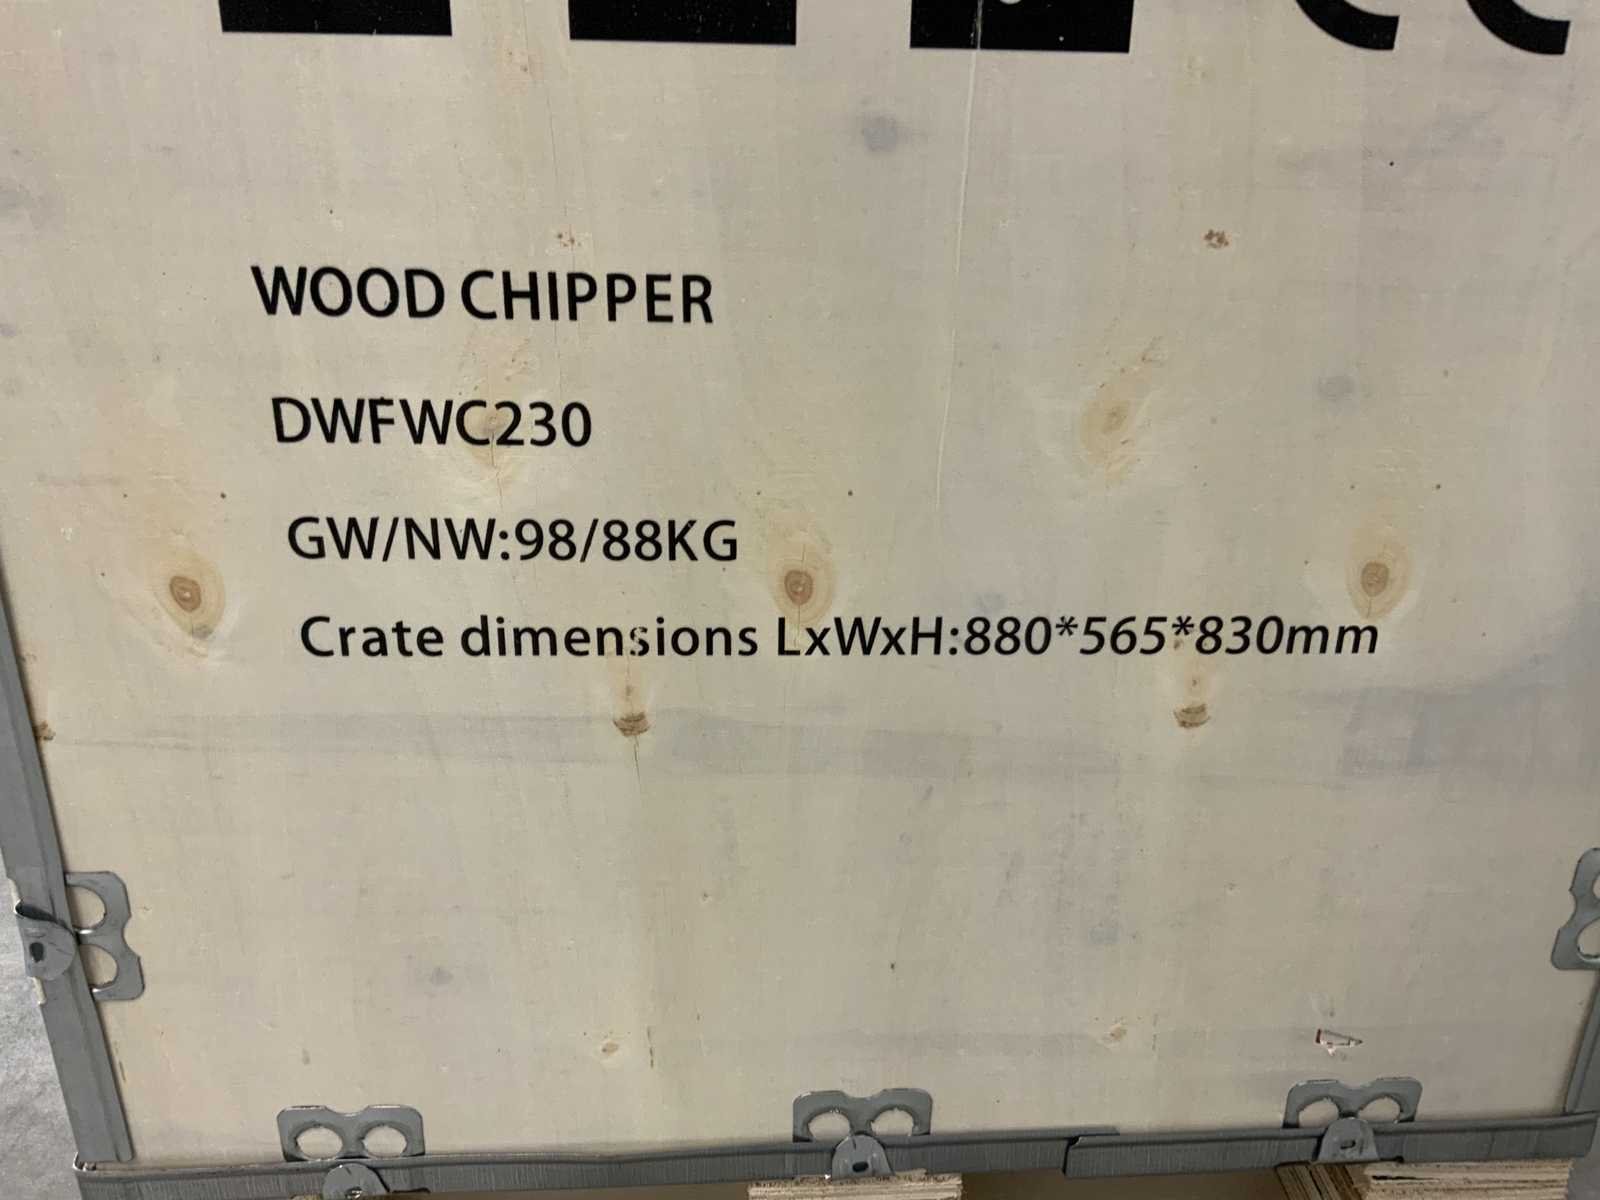 WOOD CHIPPER
DWFWC230
GW/NW:98/88KG
Crate dimensions LxWxH:880*565*830mm